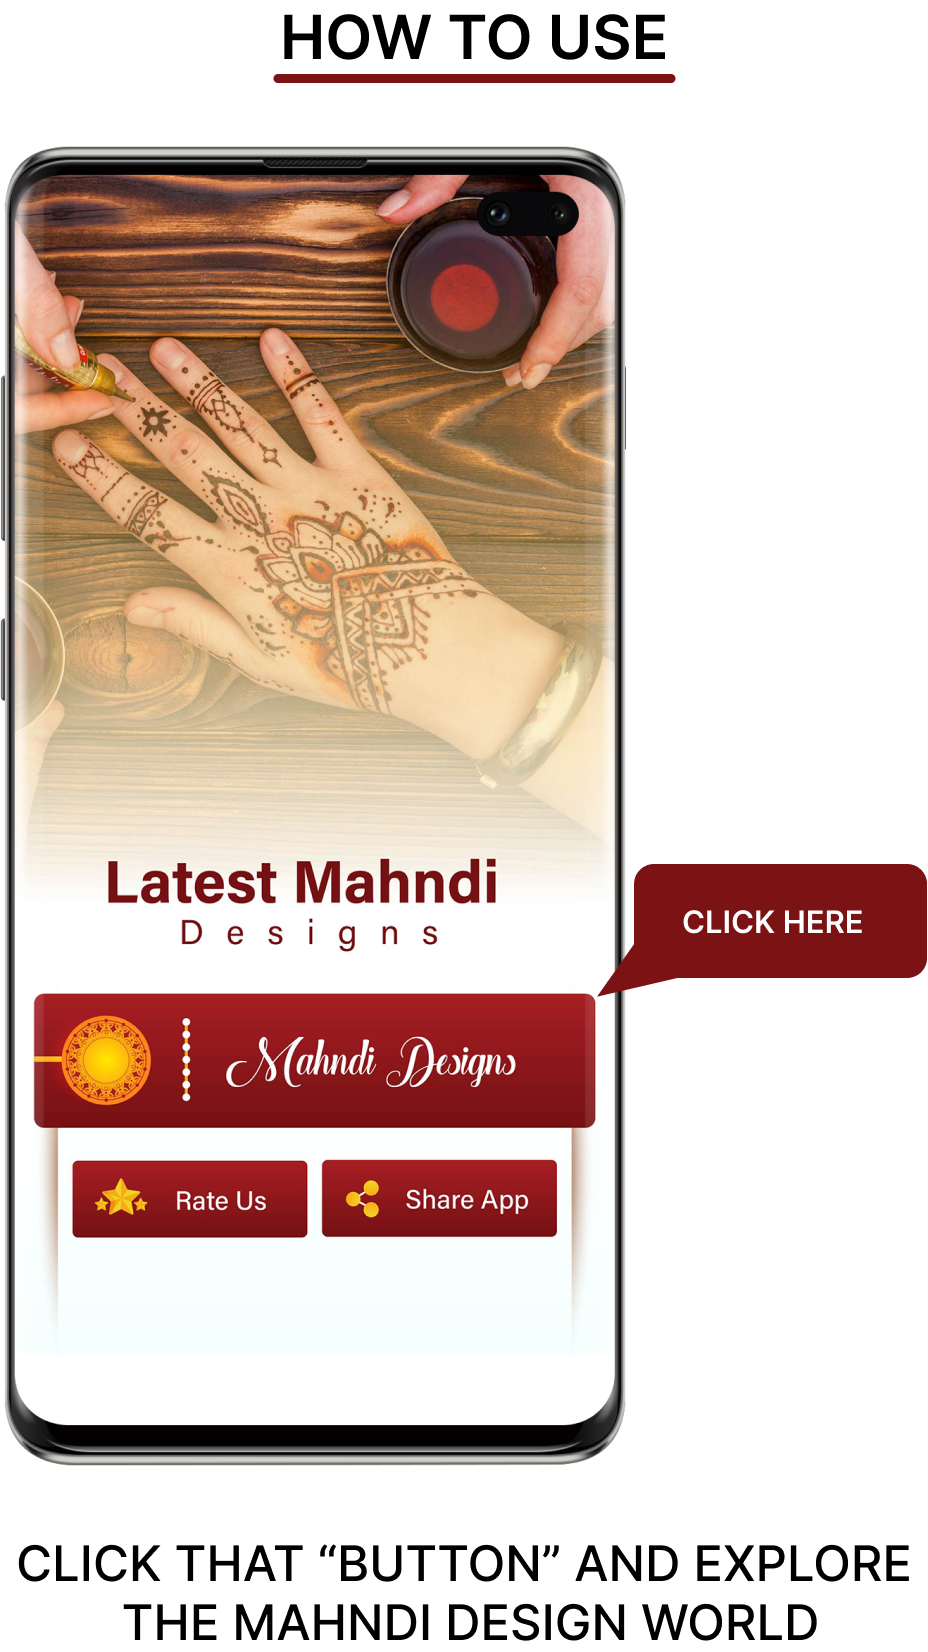 HOW TO USE
Latest Mahndi
Designs
CLICK HERE
Mahndi Designs
Rate Us
Share App
CLICK THAT “BUTTON” AND EXPLORE
THE MAHNDI DESIGN WORLD